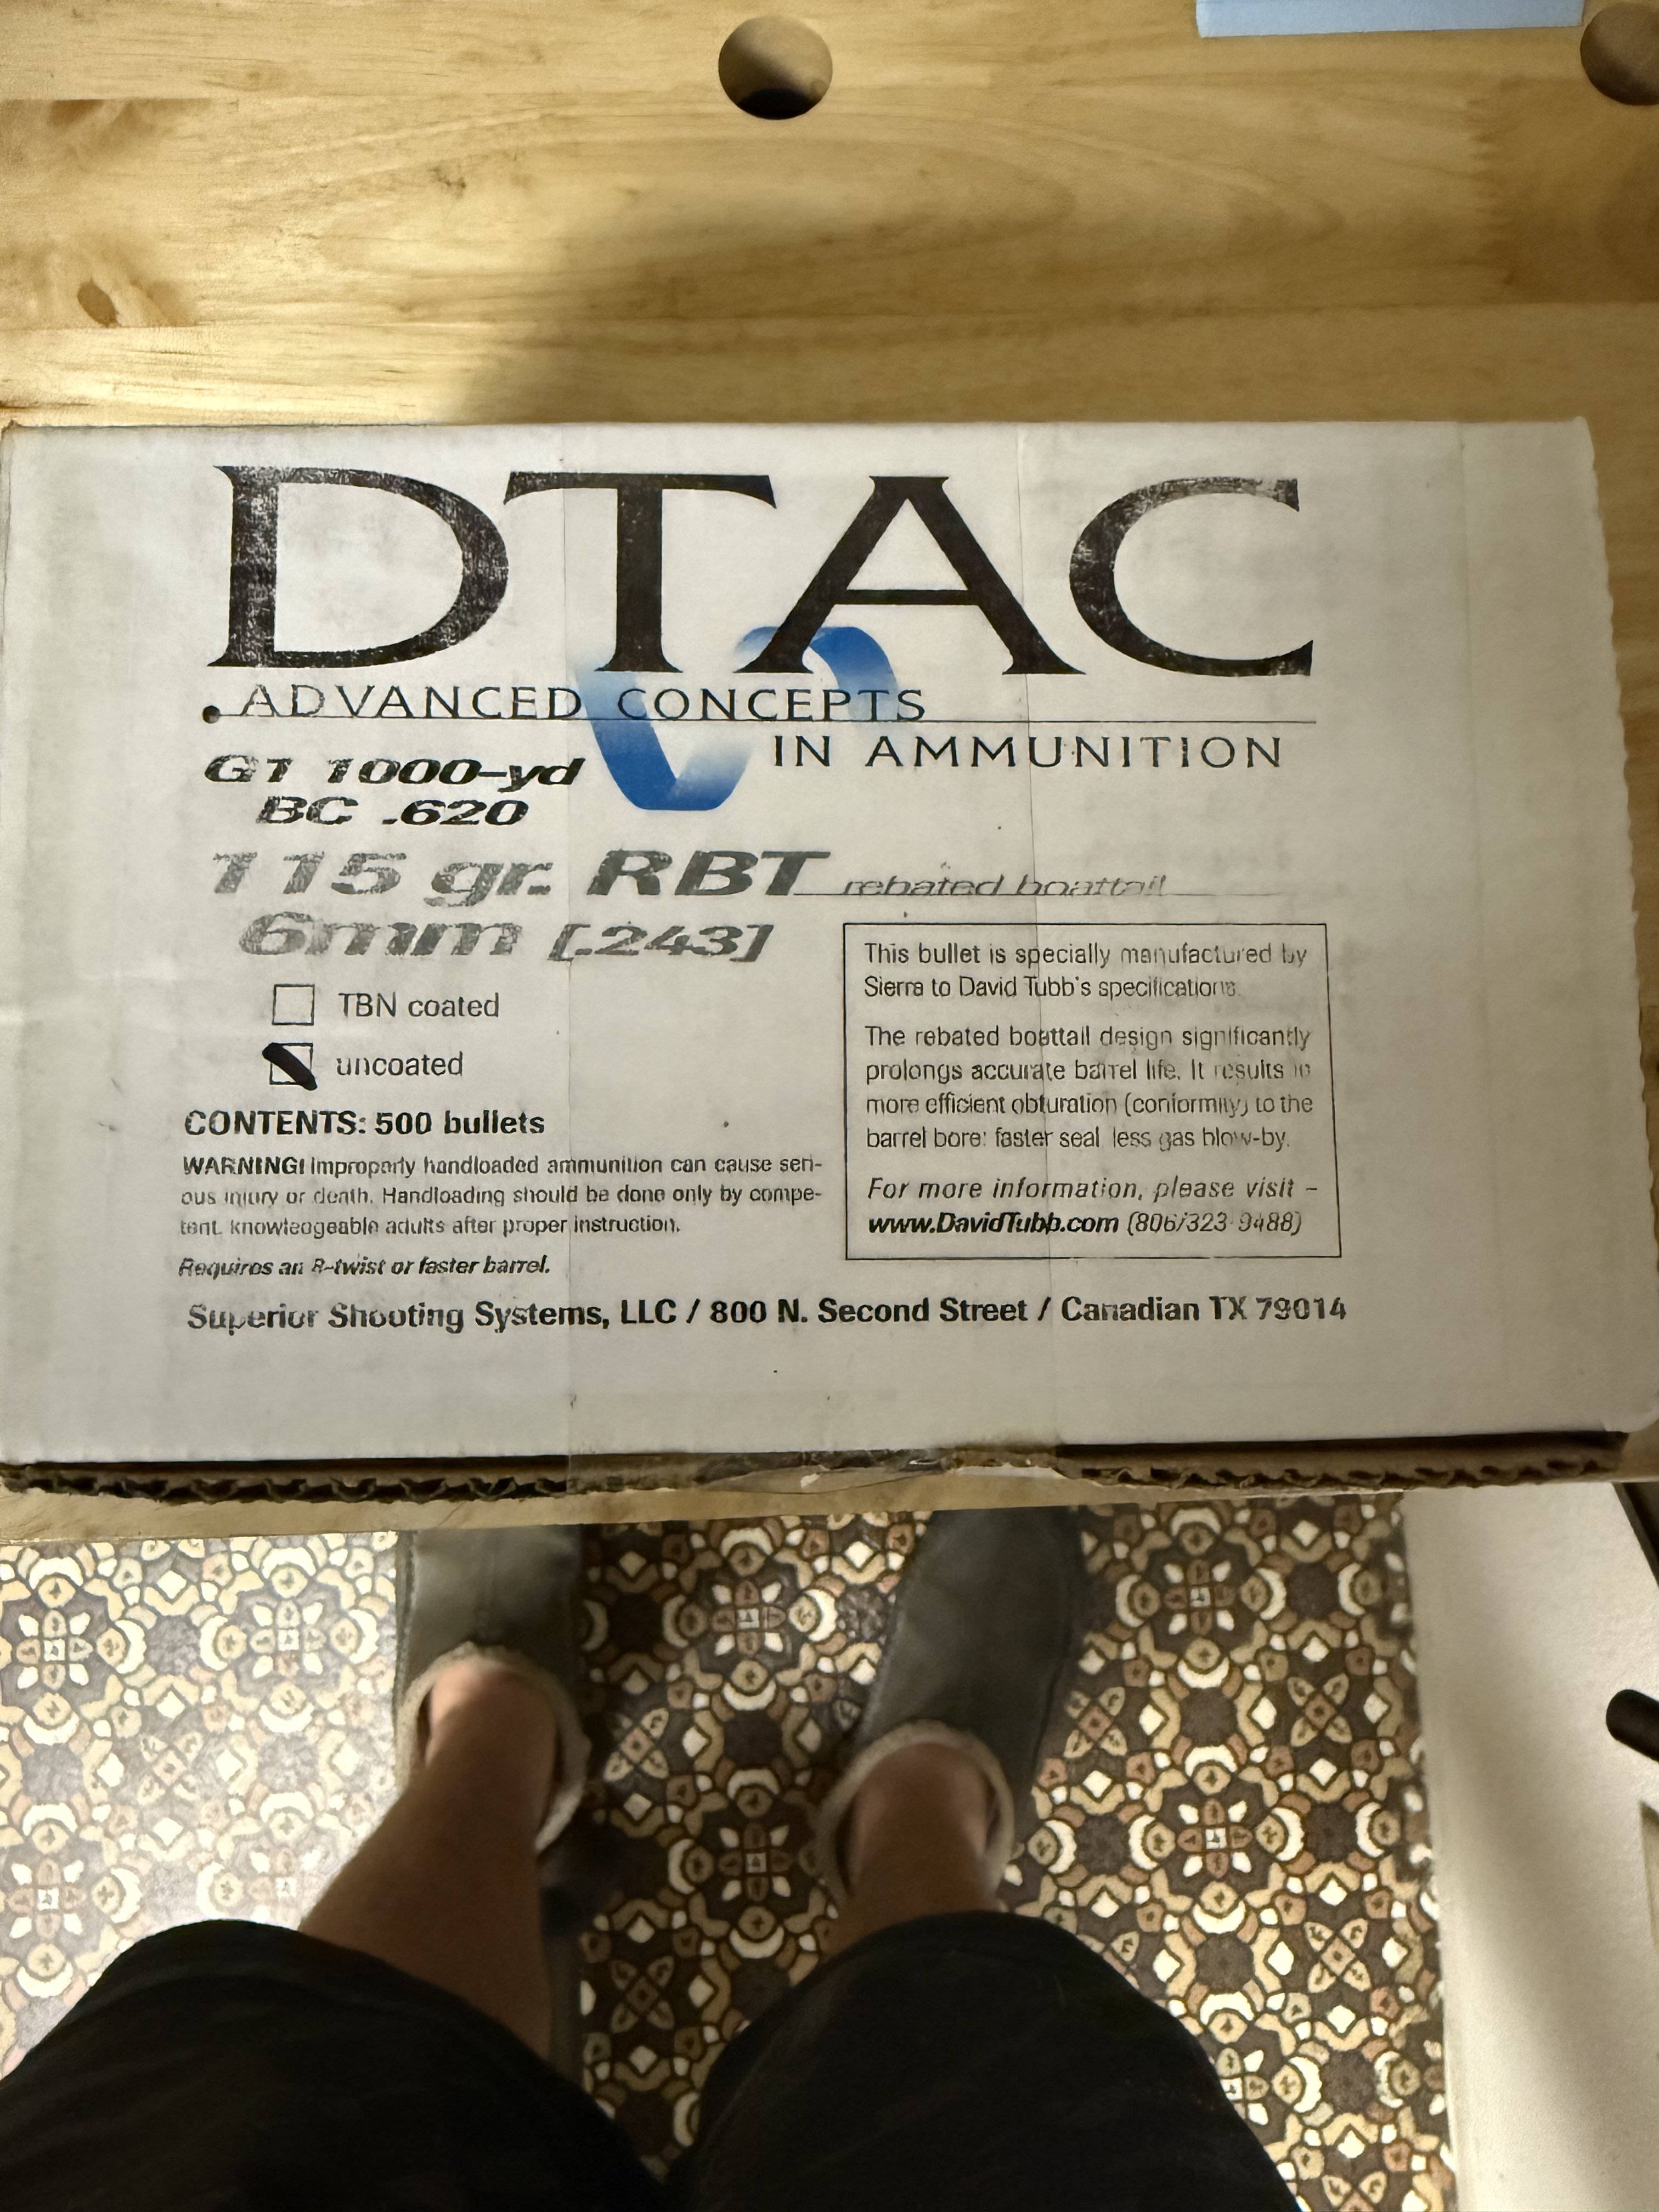 DTAC
ADVANCED CONCEPTS
IN AMMUNITION
G1 1000-yd
BC .620
115 gr. RBT rebated boattail
6mm [.243]
TBN coated
uncoated
CONTENTS: 500 bullets
WARNING! Improperly handloaded ammunition can cause seri-
ous injury or death. Handloading should be done only by compe-
tent, knowledgeable adults after proper instruction.
Requires an 8-twist or faster barrel.
This bullet is specially manufactured by
Sierra to David Tubb's specifications.
The rebated boattail design significantly
prolongs accurate barrel life. It results in
more efficient obturation (conformity) to the
barrel bore: faster seal, less gas blow-by.
For more information, please visit –
www.DavidTubb.com (806/323-9488)
Superior Shooting Systems, LLC / 800 N. Second Street / Canadian TX 79014